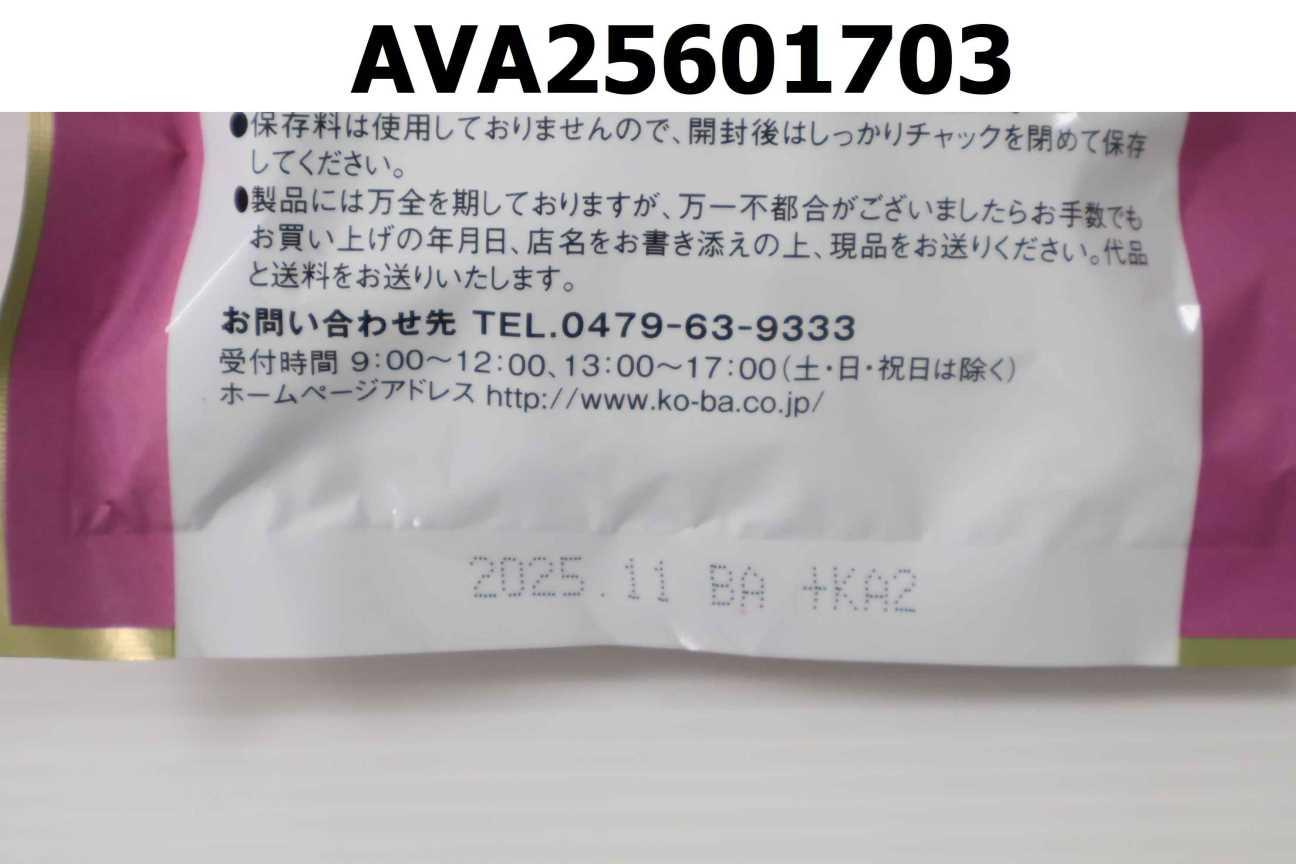 AVA25601703
●保存料は使用しておりませんので、開封後はしっかりチャックを閉めて保存
してください。
●製品には万全を期しておりますが、万一不都合がございましたらお手数でも
お買い上げの年月日、店名をお書き添えの上、現品をお送りください。代品
と送料をお送りいたします。
お問い合わせ先 TEL.0479-63-9333
受付時間 9:00〜12:00、13:00〜17:00(土・日・祝日は除く)
ホームページアドレス http://www.ko-ba.co.jp/
2025.11 BA +KA2